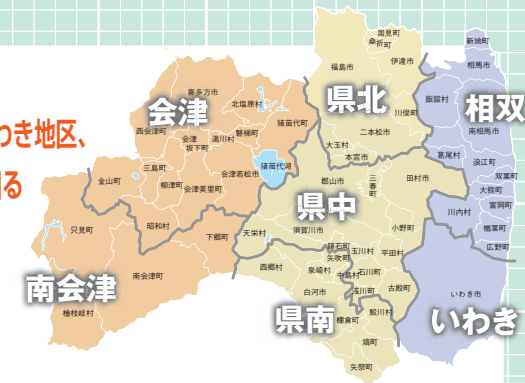 わき地区、
る
会津
県北
相双
県中
南会津
県南
いわき
喜多方市
北塩原村
西会津町
会津
坂下町
湯川村
磐梯町
猪苗代町
猪苗代湖
三島町
金山町
柳津町
会津美里町
会津若松市
昭和村
只見町
下郷町
南会津町
檜枝岐村
国見町
桑折町
伊達市
福島市
川俣町
二本松市
大玉村
本宮市
郡山市
三春町
田村市
天栄村
須賀川市
小野町
鏡石町
矢吹町
玉川村
平田村
西郷村
泉崎村
中島村
石川町
白河市
浅川町
古殿町
棚倉町
鮫川村
塙町
矢祭町
新地町
相馬市
飯舘村
南相馬市
葛尾村
浪江町
双葉町
大熊町
富岡町
川内村
楢葉町
広野町
いわき市